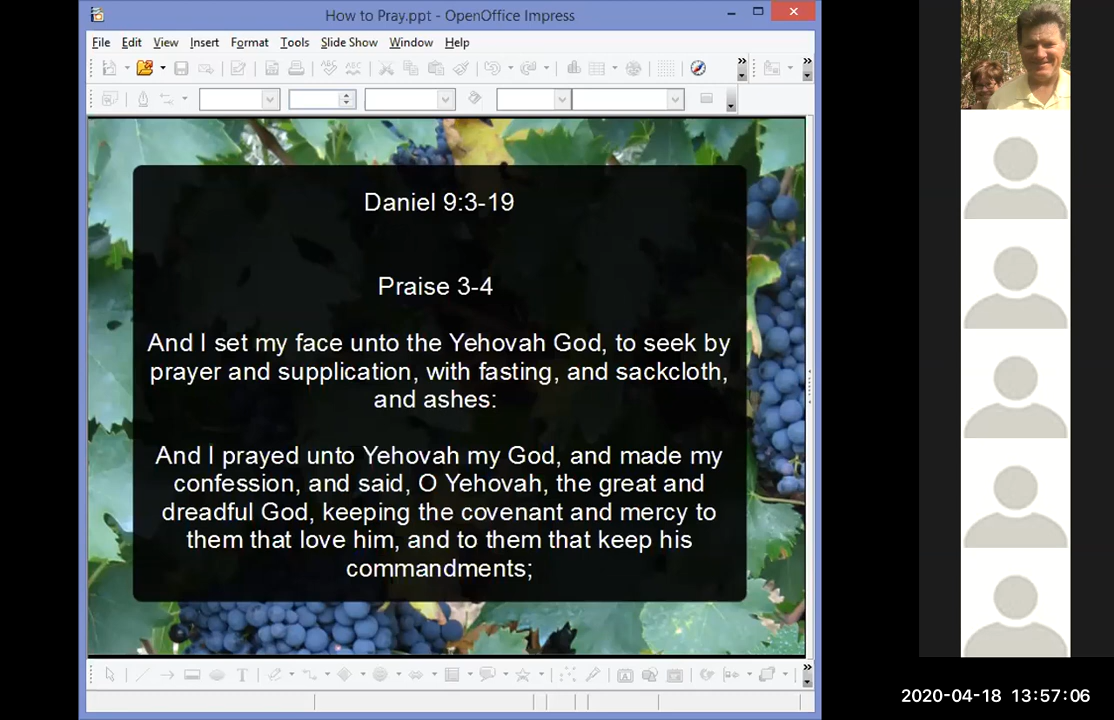 How to Pray.ppt - OpenOffice Impress
File Edit View Insert Format Tools Slide Show Window Help
Daniel 9:3-19
Praise 3-4
And I set my face unto the Yehovah God, to seek by
prayer and supplication, with fasting, and sackcloth,
and ashes:
And I prayed unto Yehovah my God, and made my
confession, and said, O Yehovah, the great and
dreadful God, keeping the covenant and mercy to
them that love him, and to them that keep his
commandments;
2020-04-18 13:57:06